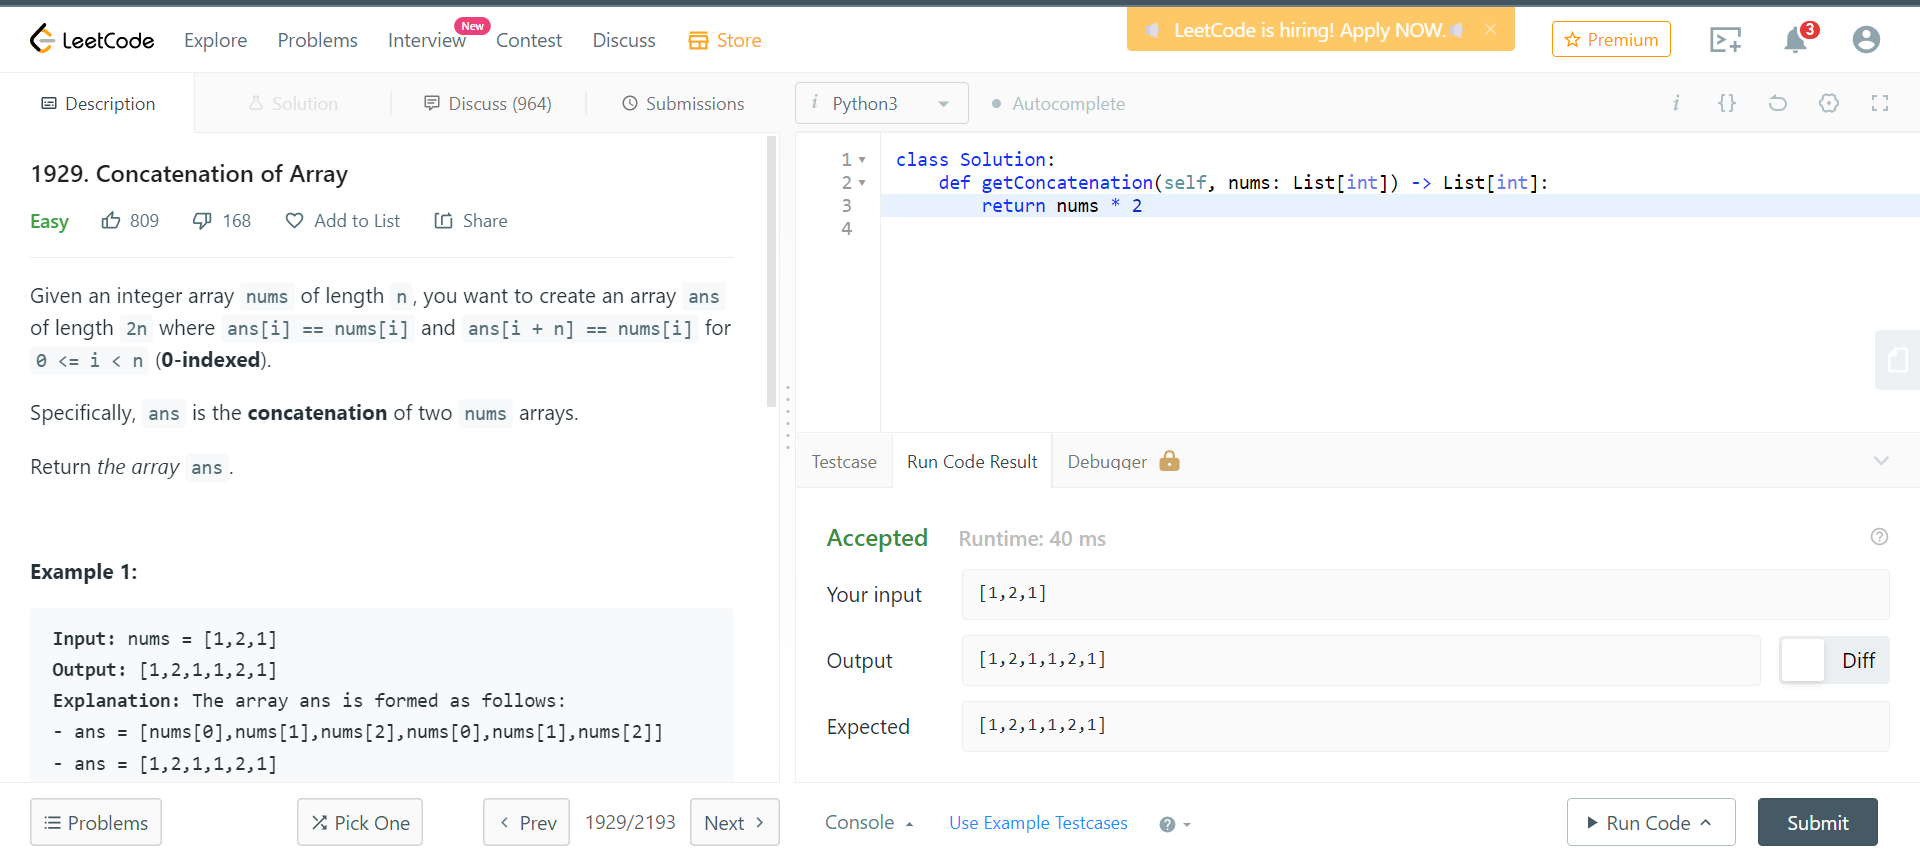 LeetCode Explore Problems Interview New Contest Discuss Store LeetCode is hiring! Apply NOW. × Premium 3
Description Solution Discuss (964) Submissions
1929. Concatenation of Array
Easy 809 168 Add to List Share
Given an integer array nums of length n, you want to create an array ans
of length 2n where ans[i] == nums[i] and ans[i + n] == nums[i] for
0 <= i < n (0-indexed).
Specifically, ans is the concatenation of two nums arrays.
Return the array ans.
Example 1:
Input: nums = [1,2,1]
Output: [1,2,1,1,2,1]
Explanation: The array ans is formed as follows:
- ans = [nums[0],nums[1],nums[2],nums[0],nums[1],nums[2]]
- ans = [1,2,1,1,2,1]
Problems Pick One < Prev 1929/2193 Next >
i Python3 Autocomplete i {}
1 class Solution:
2 def getConcatenation(self, nums: List[int]) -> List[int]:
3 return nums * 2
4
Testcase Run Code Result Debugger
Accepted Runtime: 40 ms ?
Your input [1,2,1]
Output [1,2,1,1,2,1] Diff
Expected [1,2,1,1,2,1]
Console Use Example Testcases ? Run Code Submit